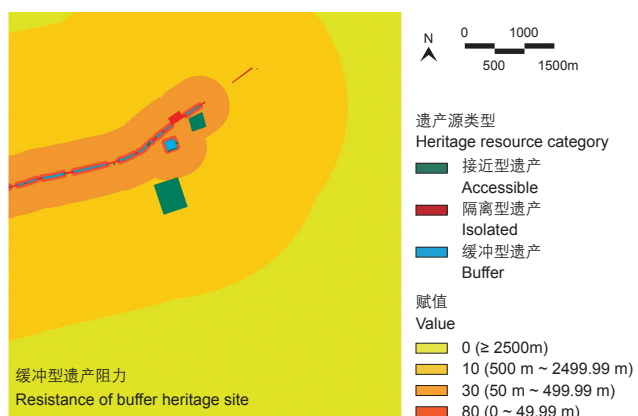 缓冲型遗产阻力
Resistance of buffer heritage site
N
0 1000
500 1500m
遗产源类型
Heritage resource category
接近型遗产
Accessible
隔离型遗产
Isolated
缓冲型遗产
Buffer
赋值
Value
0 (≥ 2500m)
10 (500 m ~ 2499.99 m)
30 (50 m ~ 499.99 m)
80 (0 ~ 49.99 m)